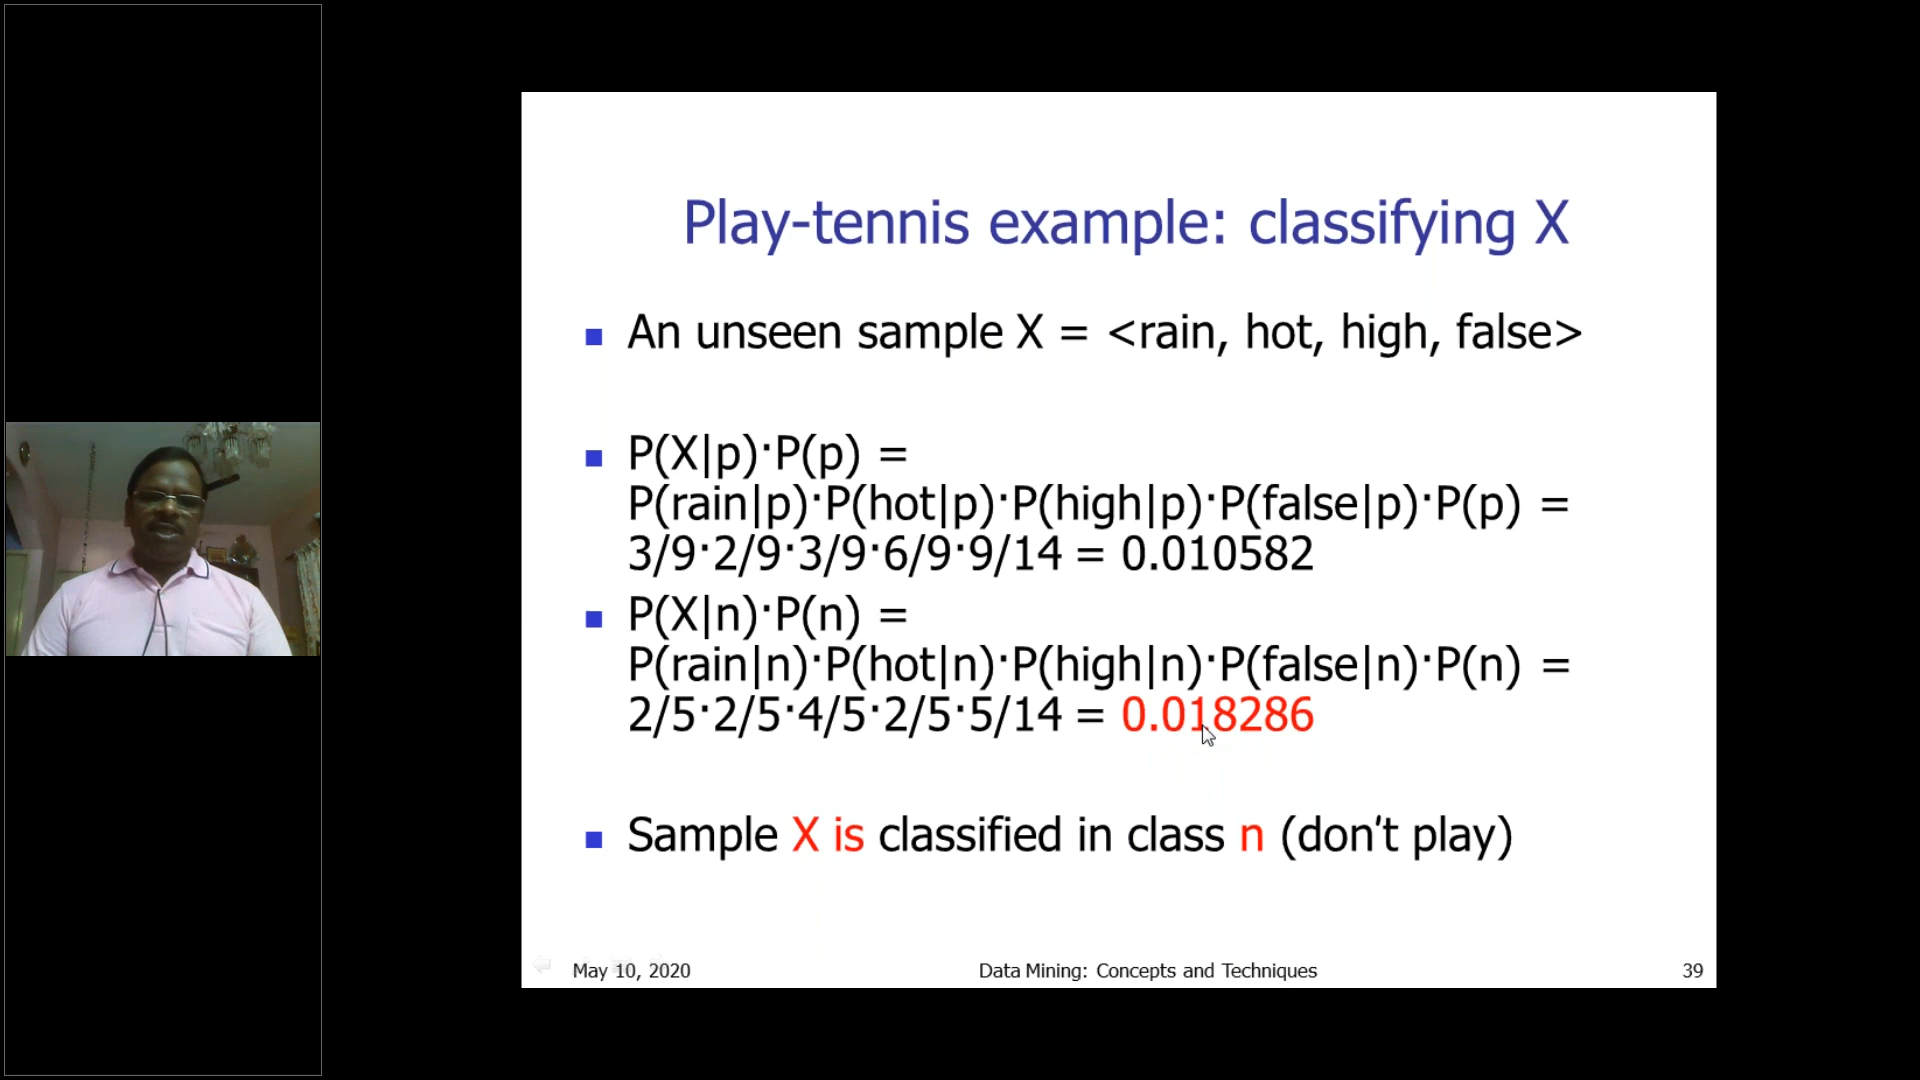 Play-tennis example: classifying X
An unseen sample X = <rain, hot, high, false>
P(X|p)·P(p) =
P(rain|p)·P(hot|p)·P(high|p)·P(false|p)·P(p) =
3/9·2/9·3/9·6/9·9/14 = 0.010582
P(X|n)·P(n) =
P(rain|n)·P(hot|n)·P(high|n)·P(false|n)·P(n) =
2/5·2/5·4/5·2/5·5/14 = 0.018286
Sample X is classified in class n (don't play)
May 10, 2020
Data Mining: Concepts and Techniques
39